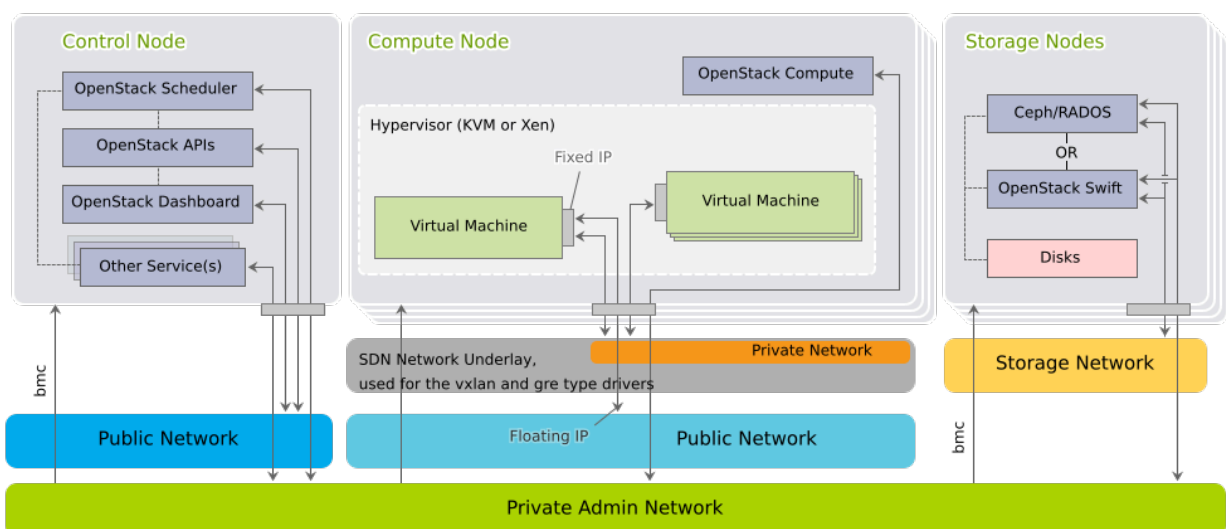 Control Node
OpenStack Scheduler
OpenStack APIs
OpenStack Dashboard
Other Service(s)
Compute Node
OpenStack Compute
Hypervisor (KVM or Xen)
Fixed IP
Virtual Machine
Virtual Machine
Storage Nodes
Ceph/RADOS
OR
OpenStack Swift
Disks
bmc
SDN Network Underlay,
used for the vxlan and gre type drivers
Private Network
Storage Network
bmc
Public Network
Floating IP
Public Network
Private Admin Network